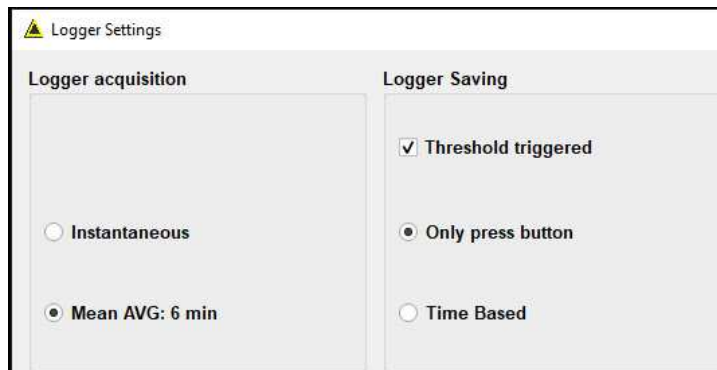 Logger Settings
Logger acquisition
Instantaneous
Mean AVG: 6 min
Logger Saving
Threshold triggered
Only press button
Time Based